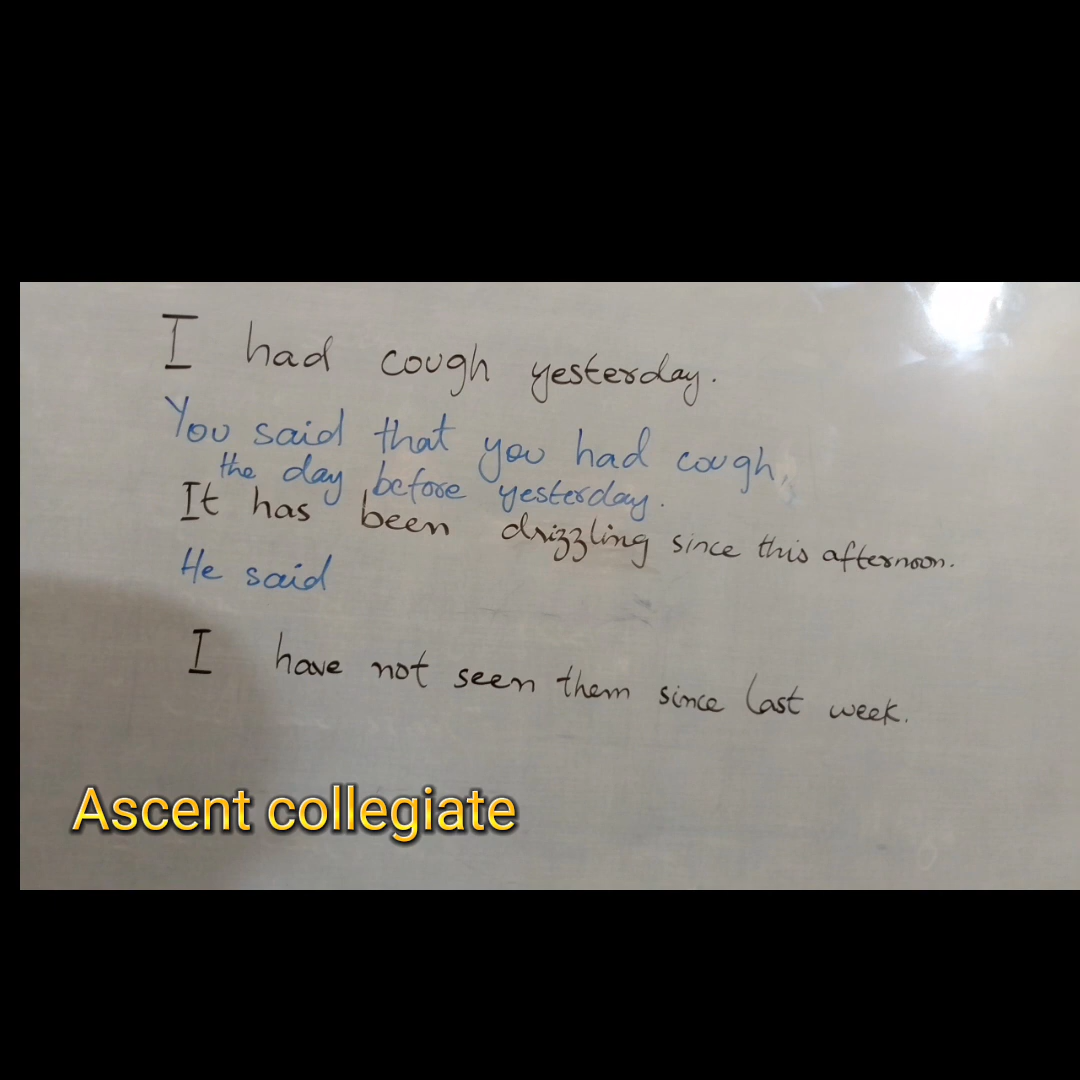 I had cough yesterday.
You said that you had cough,
the day before yesterday.
It has been drizzling since this afternoon.
He said
I have not seen them since last week.
Ascent collegiate